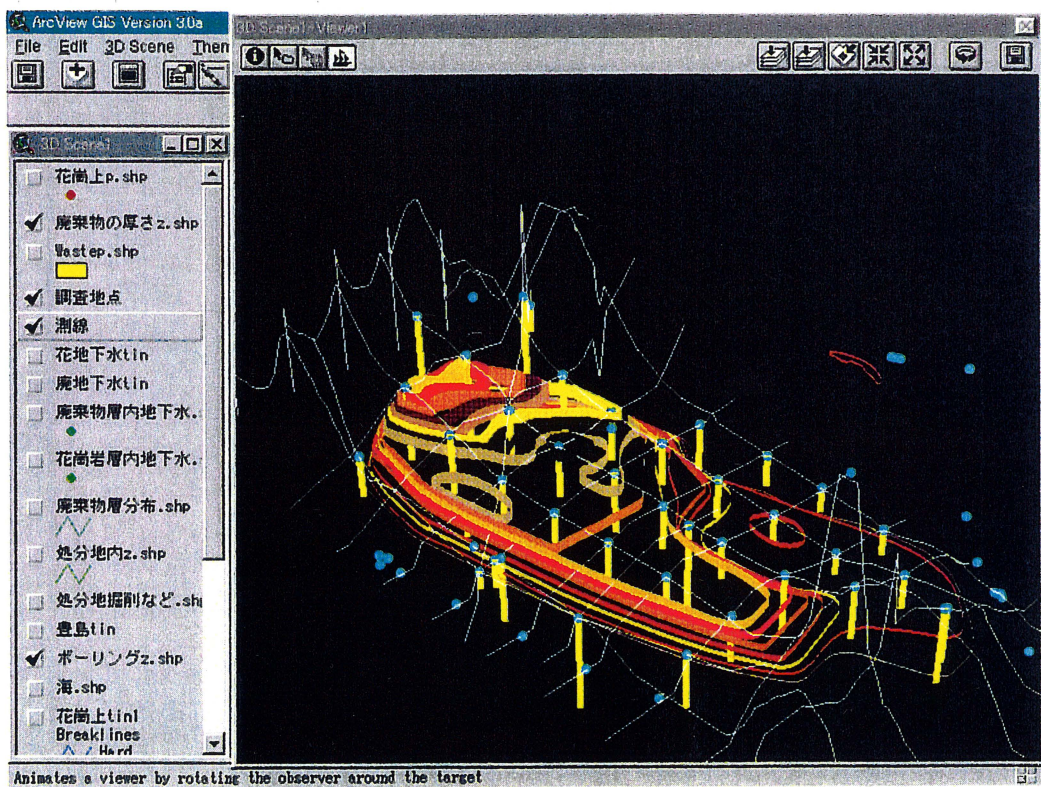 ArcView GIS Version 3.0a
File Edit 3D Scene Them
3D Scene1 - Viewer1
3D Scene1
花崗上p.shp
廃棄物の厚さz.shp
Wastep.shp
調査地点
測線
花地下水tin
廃地下水tin
廃棄物層内地下水.
花崗岩層内地下水.
廃棄物層分布.shp
処分地内z.shp
処分地掘削など.sh
豊島tin
ボーリングz.shp
海.shp
花崗上tin1
Breaklines
Hard
Animates a viewer by rotating the observer around the target